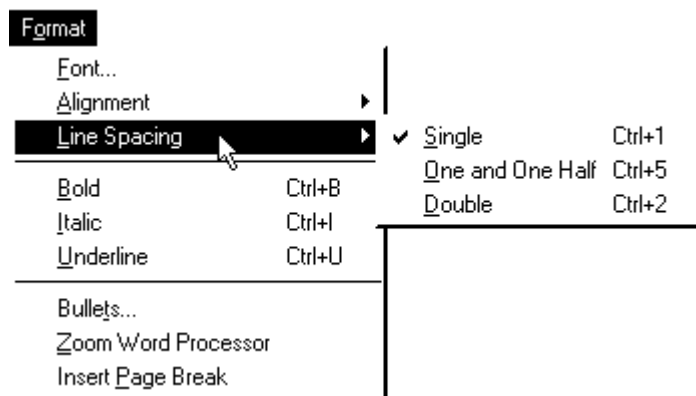 Format
Font...
Alignment
Line Spacing
Single Ctrl+1
One and One Half Ctrl+5
Double Ctrl+2
Bold Ctrl+B
Italic Ctrl+I
Underline Ctrl+U
Bullets...
Zoom Word Processor
Insert Page Break